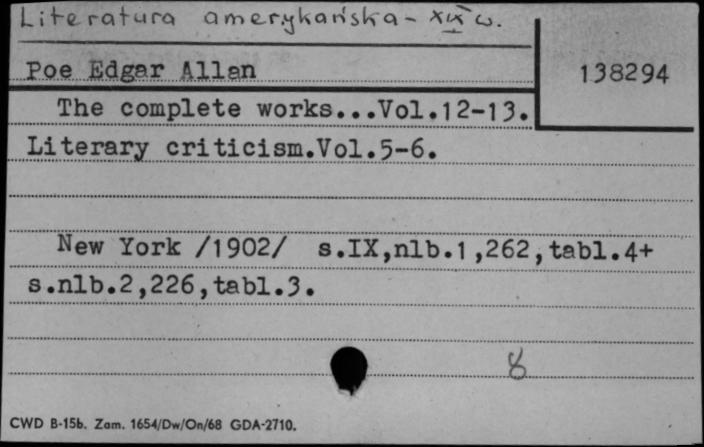 Literatura amerykańska - XIX w.
Poe Edgar Allan
138294
The complete works...Vol.12-13.
Literary criticism.Vol.5-6.
New York /1902/ s.IX,nlb.1,262,tabl.4+
s.nlb.2,226,tabl.3.
8
CWD B-15b. Zam. 1654/Dw/On/68 GDA-2710.